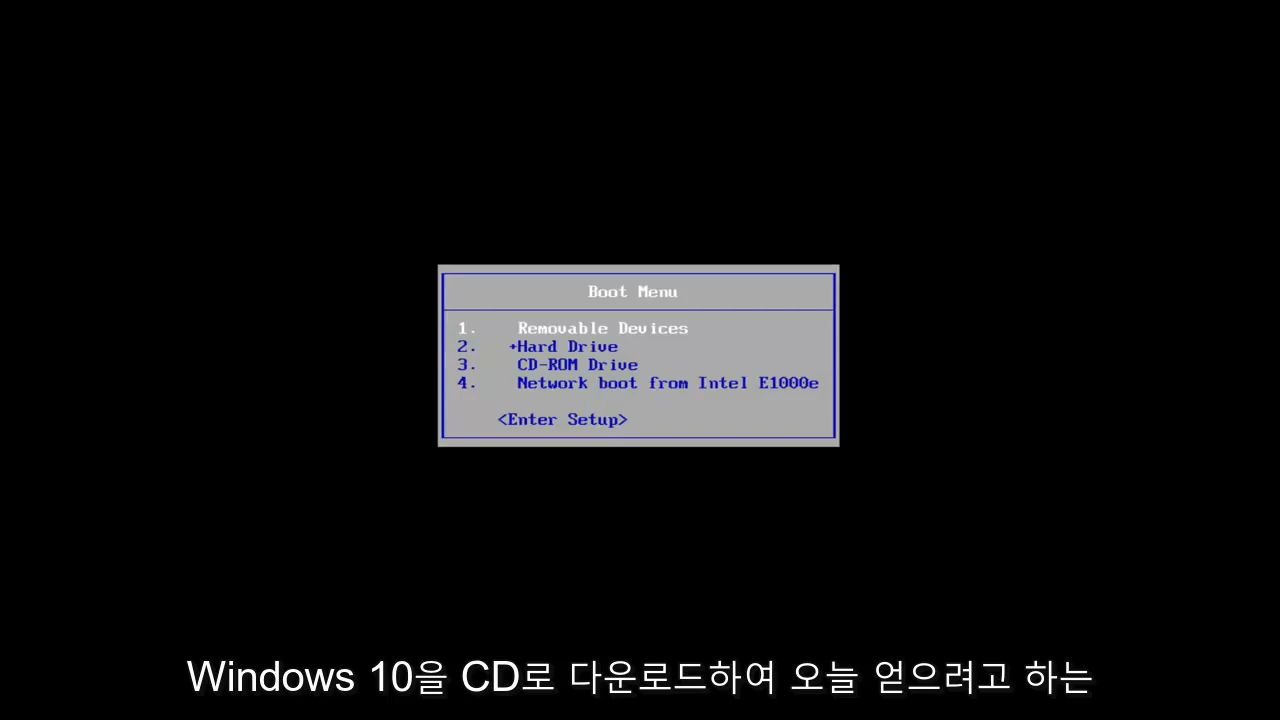 Boot Menu
1. Removable Devices
2. +Hard Drive
3. CD-ROM Drive
4. Network boot from Intel E1000e
<Enter Setup>
Windows 10을 CD로 다운로드하여 오늘 얻으려고 하는